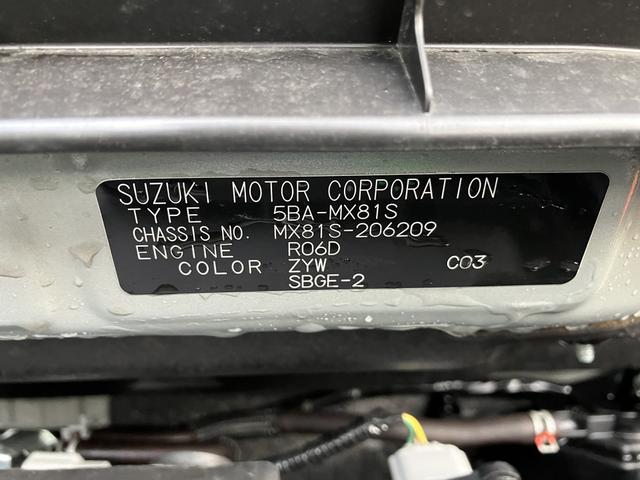 SUZUKI MOTOR CORPORATION
TYPE 5BA-MX81S
CHASSIS NO. MX81S-206209
ENGINE R06D
COLOR ZYW C03
SBGE-2